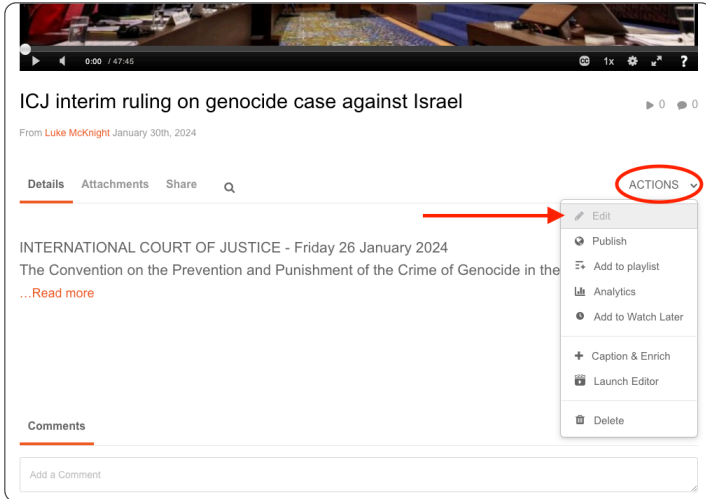 0:00 / 47:45 1x ?
ICJ interim ruling on genocide case against Israel
0 0
From Luke McKnight January 30th, 2024
Details Attachments Share
ACTIONS
Edit
Publish
Add to playlist
Analytics
Add to Watch Later
Caption & Enrich
Launch Editor
Delete
INTERNATIONAL COURT OF JUSTICE - Friday 26 January 2024
The Convention on the Prevention and Punishment of the Crime of Genocide in the
…Read more
Comments
Add a Comment